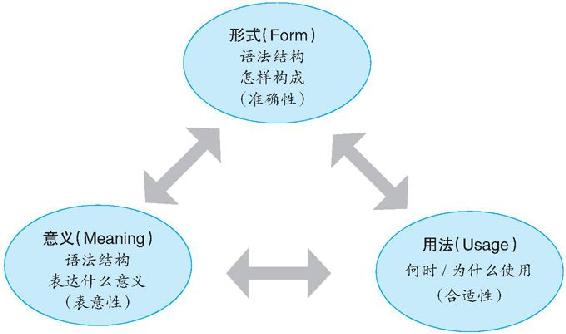 形式(Form)
语法结构
怎样构成
(准确性)
意义(Meaning)
语法结构
表达什么意义
(表意性)
用法(Usage)
何时/为什么使用
(合适性)